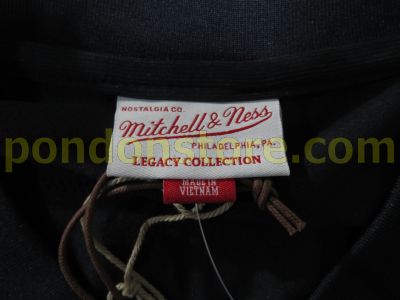 NOSTALGIA CO.
Mitchell & Ness
PHILADELPHIA, PA.
pondonstore.com
LEGACY COLLECTION
MADE IN
VIETNAM